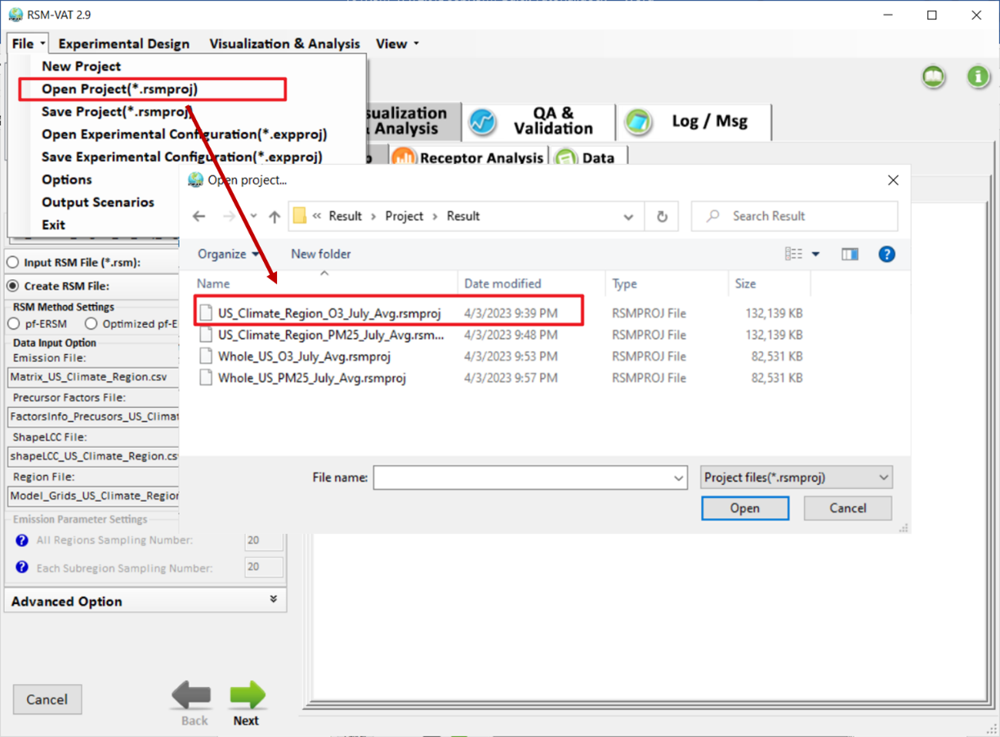 RSM-VAT 2.9
File Experimental Design Visualization & Analysis View
New Project
Open Project(*.rsmproj)
Save Project(*.rsmproj)
Open Experimental Configuration(*.expproj)
Save Experimental Configuration(*.expproj)
Options
Output Scenarios
Exit
Analysis
QA &
Validation
Log / Msg
Receptor Analysis
Data
Open project...
« Result › Project › Result
Search Result
Organize New folder
Name Date modified Type Size
US_Climate_Region_O3_July_Avg.rsmproj 4/3/2023 9:39 PM RSMPROJ File 132,139 KB
US_Climate_Region_PM25_July_Avg.rsm... 4/3/2023 9:48 PM RSMPROJ File 132,139 KB
Whole_US_O3_July_Avg.rsmproj 4/3/2023 9:53 PM RSMPROJ File 82,531 KB
Whole_US_PM25_July_Avg.rsmproj 4/3/2023 9:57 PM RSMPROJ File 82,531 KB
File name: Project files(*.rsmproj)
Open Cancel
Input RSM File (*.rsm):
Create RSM File:
RSM Method Settings
pf-ERSM Optimized pf-E
Data Input Option
Emission File:
Matrix_US_Climate_Region.csv
Precursor Factors File:
FactorsInfo_Precusors_US_Climat
ShapeLCC File:
shapeLCC_US_Climate_Region.cs
Region File:
Model_Grids_US_Climate_Region
Emission Parameter Settings
All Regions Sampling Number: 20
Each Subregion Sampling Number: 20
Advanced Option
Cancel
Back
Next